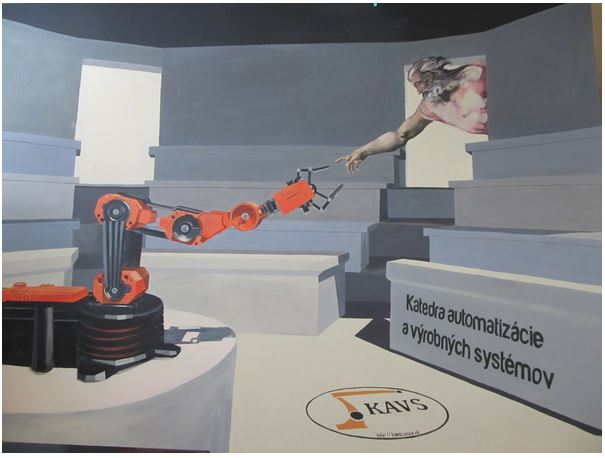 Katedra automatizácie
a výrobných systémov
KAVS